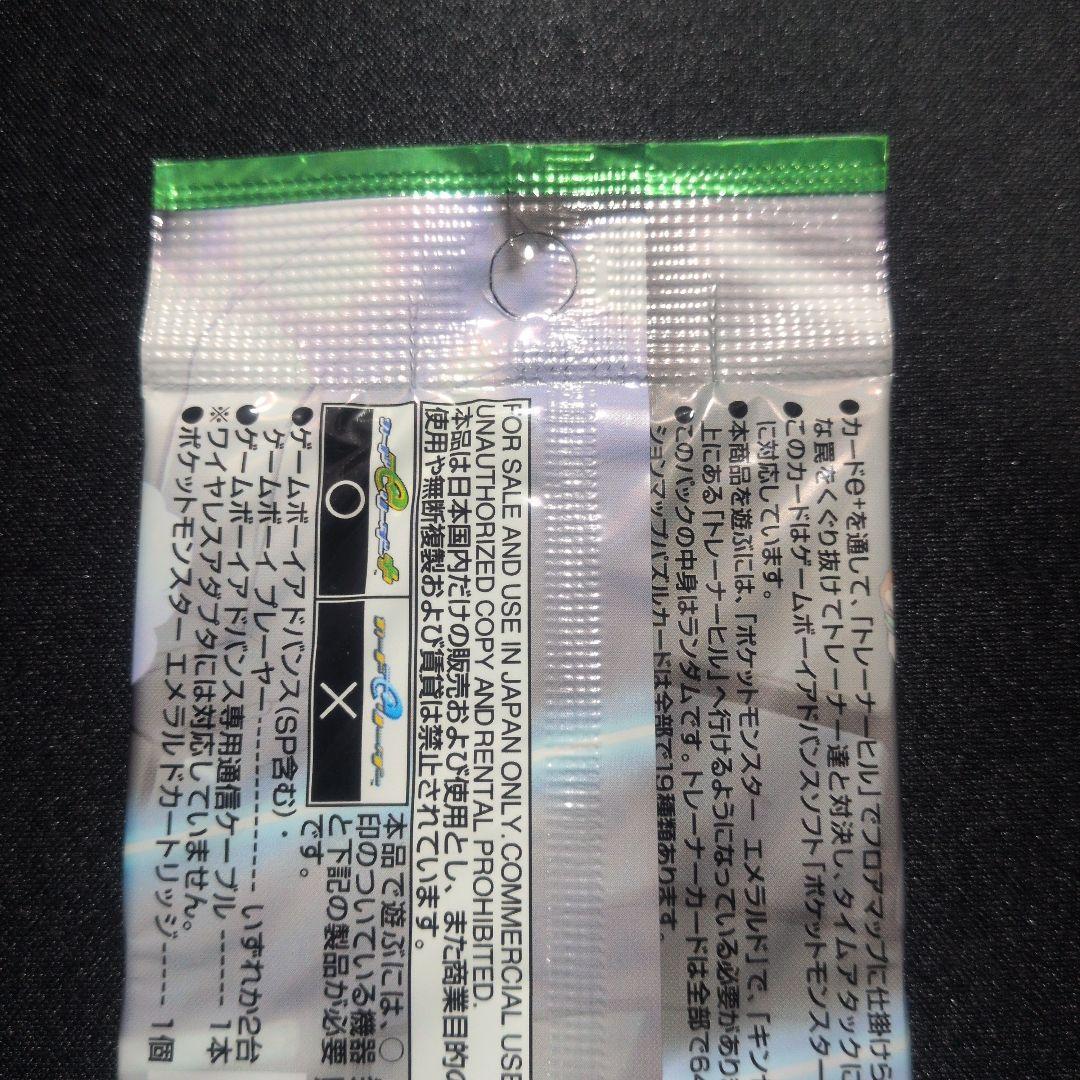 ●カードe+を通して、「トレーナーヒル」でフロアマップに仕掛けら
な罠をくぐり抜けてトレーナー達と対決し、タイムアタックに
●このカードはゲームボーイアドバンスソフト「ポケットモンスター
に対応しています。
●本商品を遊ぶには、「ポケットモンスター エメラルド」で、「キン
上にある「トレーナーヒル」へ行けるようになっている必要があり
●このパックの中身はランダムです。トレーナーカードは全部で64
ションマップパズルカードは全部で19種類あります。
FOR SALE AND USE IN JAPAN ONLY. COMMERCIAL USE
UNAUTHORIZED COPY AND RENTAL PROHIBITED.
本品は日本国内だけの販売および使用とし、また商業目的の
使用や無断複製および賃貸は禁止されています。
カードeリーダー+ ○
カードeリーダー ×
本品で遊ぶには、○
印のついている機器
と下記の製品が必要
です。
●ゲームボーイアドバンス(SP含む).
ゲームボーイ プレーヤー------------- いずれか2台
●ゲームボーイアドバンス専用通信ケーブル ------ 1本
※ワイヤレスアダプタには対応していません。
●ポケットモンスター エメラルドカートリッジ----- 1個